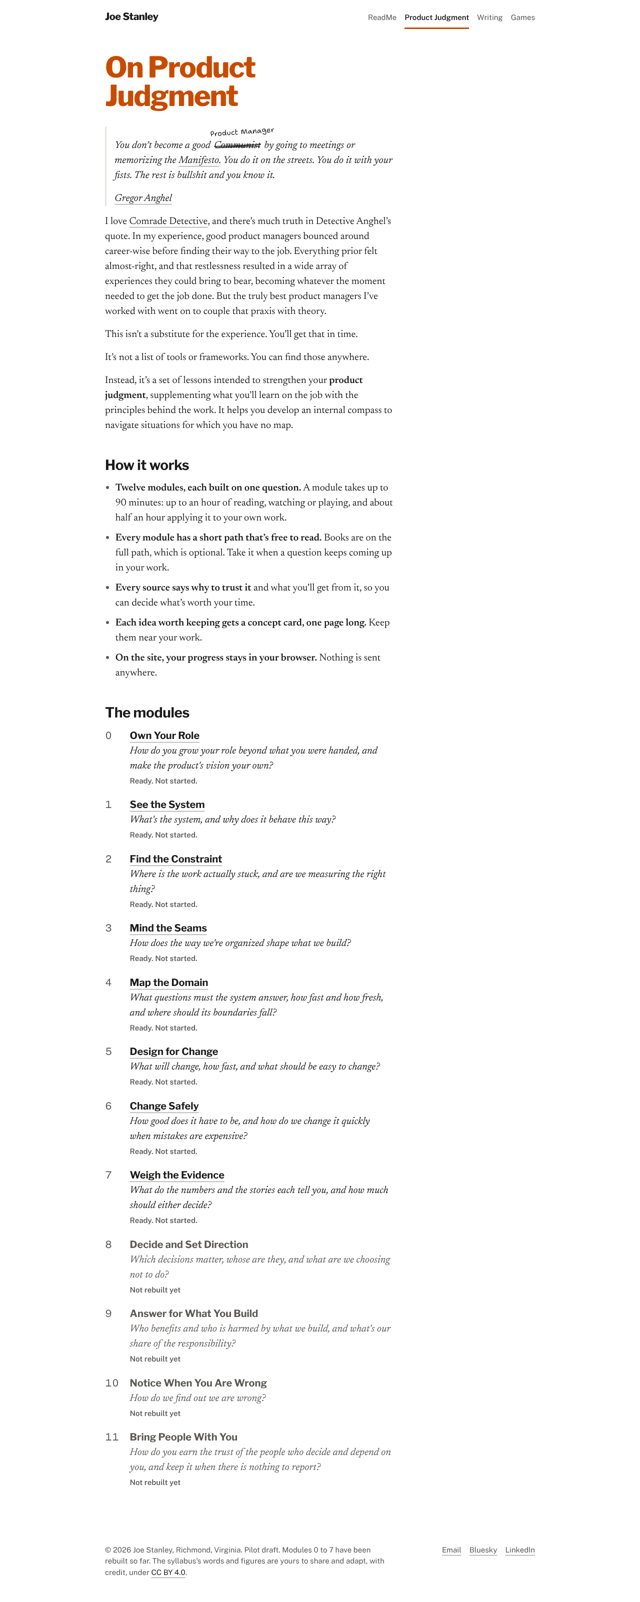 Joe Stanley
ReadMe Product Judgment Writing Games
On Product
Judgment
Product Manager
You don't become a good Communist by going to meetings or
memorizing the Manifesto. You do it on the streets. You do it with your
fists. The rest is bullshit and you know it.
Gregor Anghel
I love Comrade Detective, and there's much truth in Detective Anghel's
quote. In my experience, good product managers bounced around
career-wise before finding their way to the job. Everything prior felt
almost-right, and that restlessness resulted in a wide array of
experiences they could bring to bear, becoming whatever the moment
needed to get the job done. But the truly best product managers I've
worked with went on to couple that praxis with theory.
This isn't a substitute for the experience. You'll get that in time.
It's not a list of tools or frameworks. You can find those anywhere.
Instead, it's a set of lessons intended to strengthen your product
judgment, supplementing what you'll learn on the job with the
principles behind the work. It helps you develop an internal compass to
navigate situations for which you have no map.
How it works
• Twelve modules, each built on one question. A module takes up to
90 minutes: up to an hour of reading, watching or playing, and about
half an hour applying it to your own work.
• Every module has a short path that's free to read. Books are on the
full path, which is optional. Take it when a question keeps coming up
in your work.
• Every source says why to trust it and what you'll get from it, so you
can decide what's worth your time.
• Each idea worth keeping gets a concept card, one page long. Keep
them near your work.
• On the site, your progress stays in your browser. Nothing is sent
anywhere.
The modules
0 Own Your Role
How do you grow your role beyond what you were handed, and
make the product's vision your own?
Ready. Not started.
1 See the System
What's the system, and why does it behave this way?
Ready. Not started.
2 Find the Constraint
Where is the work actually stuck, and are we measuring the right
thing?
Ready. Not started.
3 Mind the Seams
How does the way we're organized shape what we build?
Ready. Not started.
4 Map the Domain
What questions must the system answer, how fast and how fresh,
and where should its boundaries fall?
Ready. Not started.
5 Design for Change
What will change, how fast, and what should be easy to change?
Ready. Not started.
6 Change Safely
How good does it have to be, and how do we change it quickly
when mistakes are expensive?
Ready. Not started.
7 Weigh the Evidence
What do the numbers and the stories each tell you, and how much
should either decide?
Ready. Not started.
8 Decide and Set Direction
Which decisions matter, whose are they, and what are we choosing
not to do?
Not rebuilt yet
9 Answer for What You Build
Who benefits and who is harmed by what we build, and what's our
share of the responsibility?
Not rebuilt yet
10 Notice When You Are Wrong
How do we find out we are wrong?
Not rebuilt yet
11 Bring People With You
How do you earn the trust of the people who decide and depend on
you, and keep it when there is nothing to report?
Not rebuilt yet
© 2026 Joe Stanley, Richmond, Virginia. Pilot draft. Modules 0 to 7 have been
rebuilt so far. The syllabus's words and figures are yours to share and adapt, with
credit, under CC BY 4.0.
Email Bluesky LinkedIn